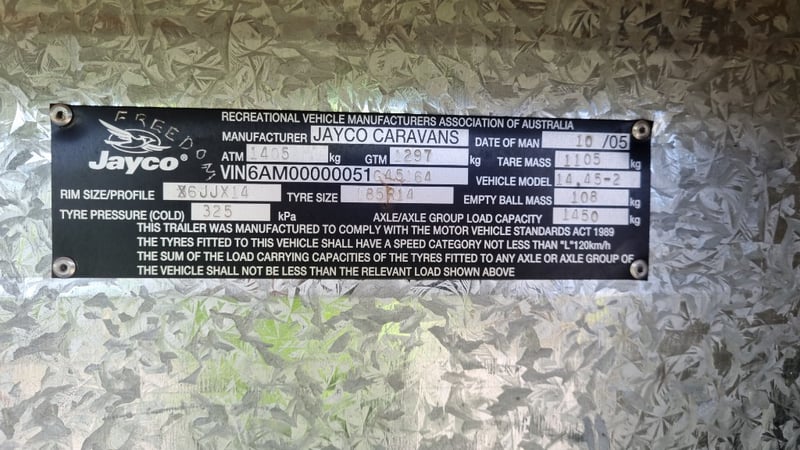 FREEDOM
Jayco®
RECREATIONAL VEHICLE MANUFACTURERS ASSOCIATION OF AUSTRALIA
MANUFACTURER JAYCO CARAVANS DATE OF MAN 10 /05
ATM 1405 kg GTM 1297 kg TARE MASS 1105 kg
VIN 6AM00000051G45164 VEHICLE MODEL 14.45-2
RIM SIZE/PROFILE X6JJX14 TYRE SIZE 185R14 EMPTY BALL MASS 108 kg
TYRE PRESSURE (COLD) 325 kPa AXLE/AXLE GROUP LOAD CAPACITY 1450 kg
THIS TRAILER WAS MANUFACTURED TO COMPLY WITH THE MOTOR VEHICLE STANDARDS ACT 1989
THE TYRES FITTED TO THIS VEHICLE SHALL HAVE A SPEED CATEGORY NOT LESS THAN "L"120km/h
THE SUM OF THE LOAD CARRYING CAPACITIES OF THE TYRES FITTED TO ANY AXLE OR AXLE GROUP OF
THE VEHICLE SHALL NOT BE LESS THAN THE RELEVANT LOAD SHOWN ABOVE